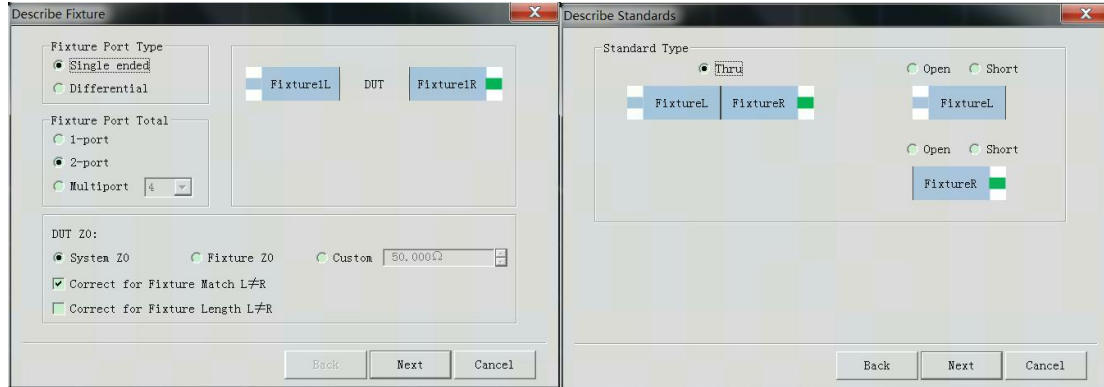 Describe Fixture
Fixture Port Type
Single ended
Differential
Fixture1L DUT Fixture1R
Fixture Port Total
1-port
2-port
Multiport 4
DUT Z0:
System Z0 Fixture Z0 Custom 50.000Ω
Correct for Fixture Match L≠R
Correct for Fixture Length L≠R
Back Next Cancel
Describe Standards
Standard Type
Thru Open Short
FixtureL FixtureR FixtureL
Open Short
FixtureR
Back Next Cancel